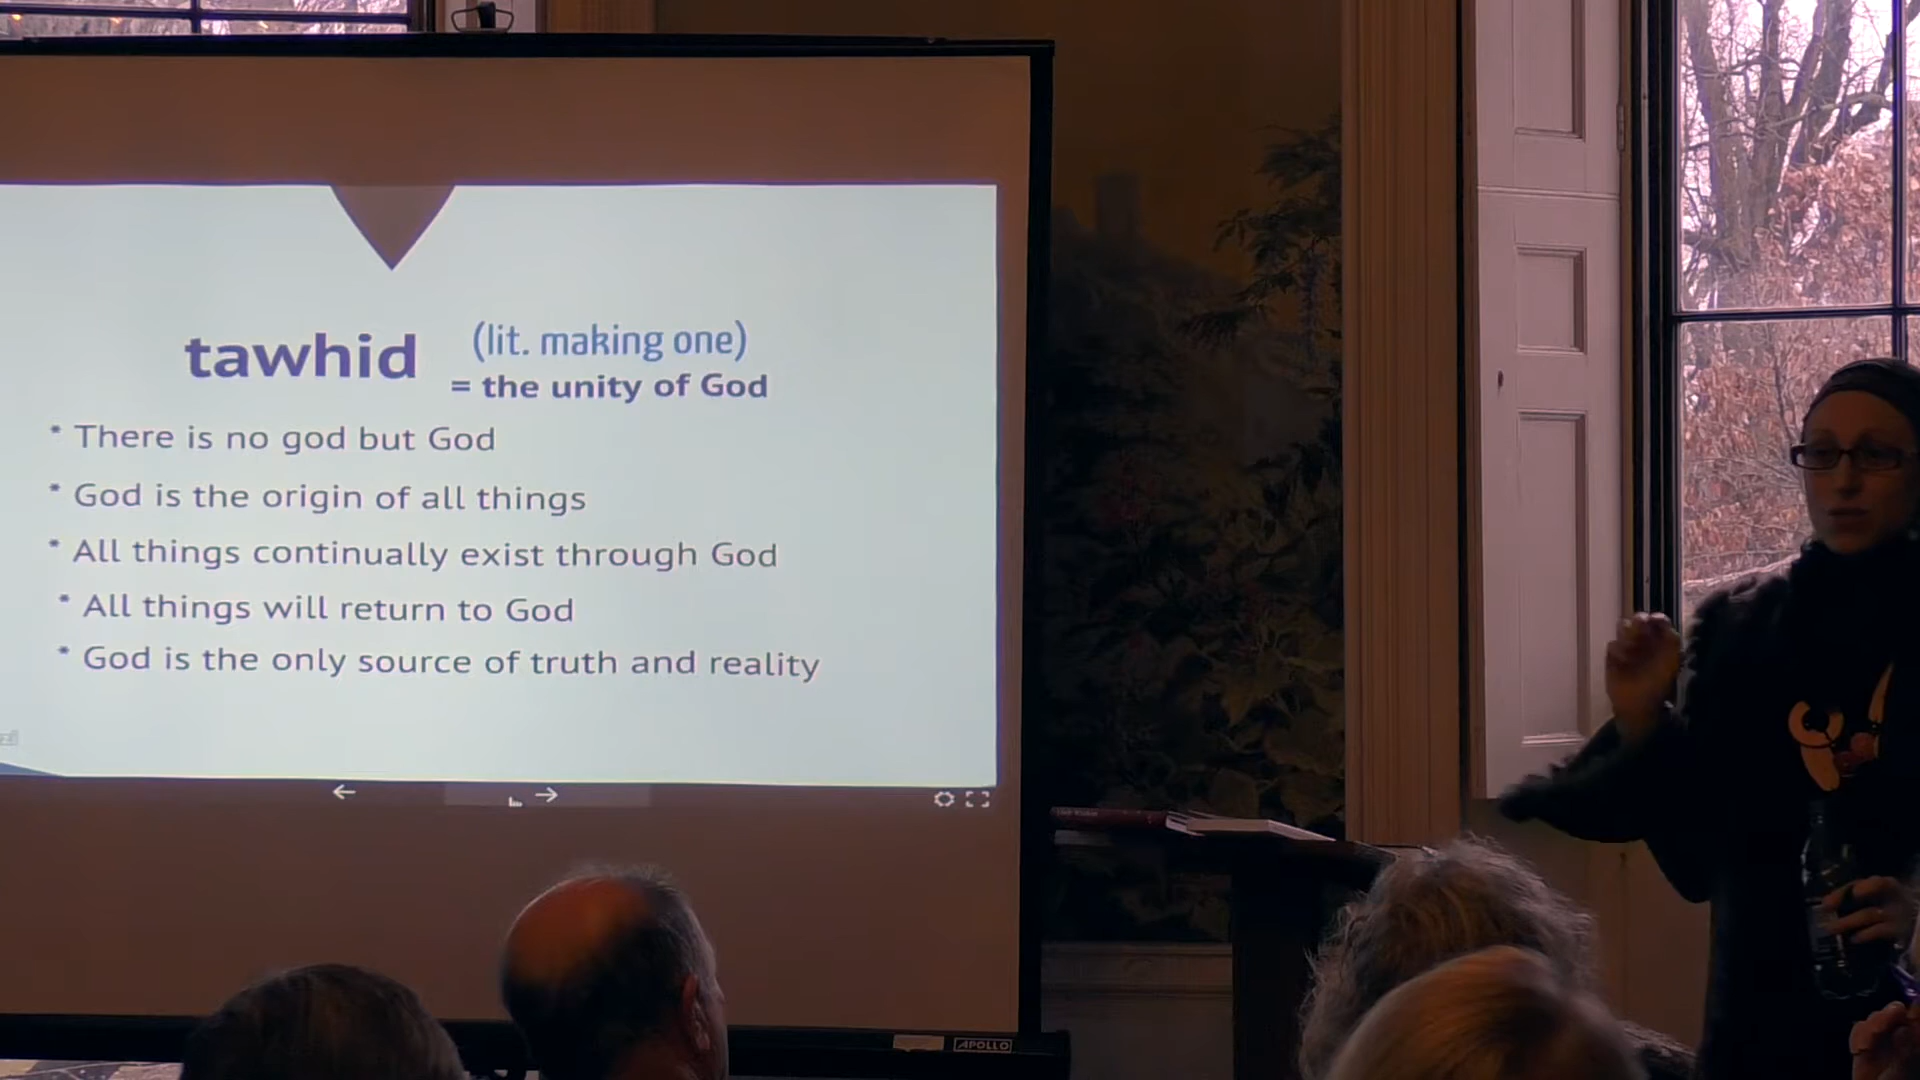 tawhid (lit. making one)
= the unity of God
* There is no god but God
* God is the origin of all things
* All things continually exist through God
* All things will return to God
* God is the only source of truth and reality
APOLLO